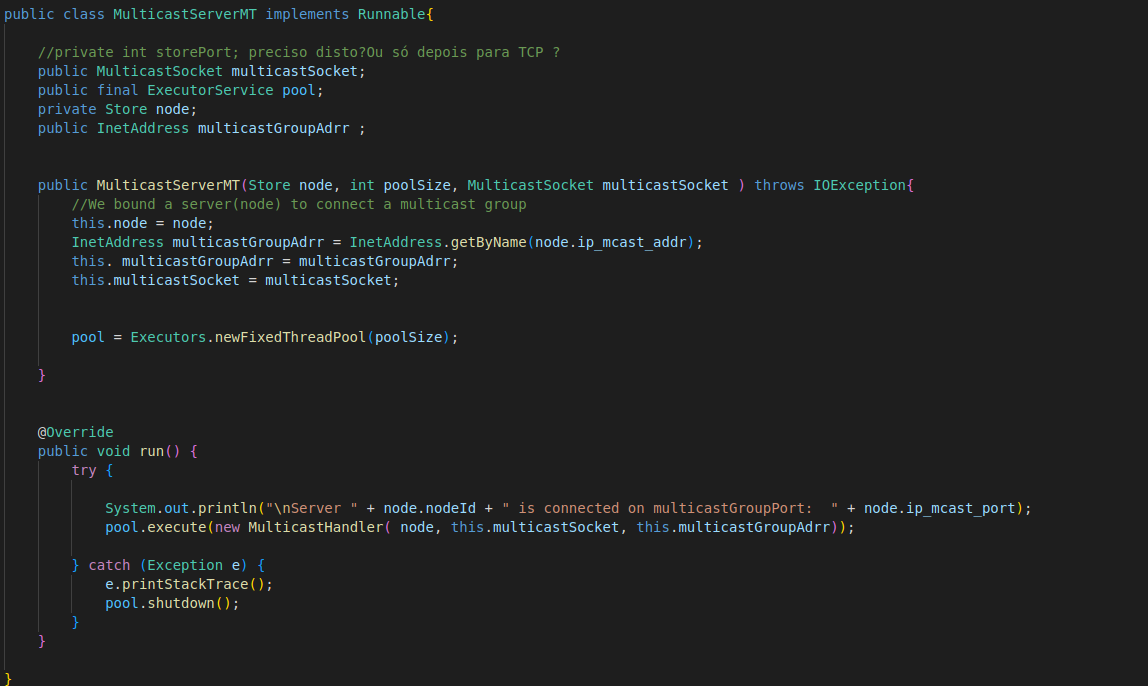 public class MulticastServerMT implements Runnable{
//private int storePort; preciso disto?Ou só depois para TCP ?
public MulticastSocket multicastSocket;
public final ExecutorService pool;
private Store node;
public InetAddress multicastGroupAdrr ;
public MulticastServerMT(Store node, int poolSize, MulticastSocket multicastSocket ) throws IOException{
//We bound a server(node) to connect a multicast group
this.node = node;
InetAddress multicastGroupAdrr = InetAddress.getByName(node.ip_mcast_addr);
this. multicastGroupAdrr = multicastGroupAdrr;
this.multicastSocket = multicastSocket;
pool = Executors.newFixedThreadPool(poolSize);
}
@Override
public void run() {
try {
System.out.println("\nServer " + node.nodeId + " is connected on multicastGroupPort:  " + node.ip_mcast_port);
pool.execute(new MulticastHandler( node, this.multicastSocket, this.multicastGroupAdrr));
} catch (Exception e) {
e.printStackTrace();
pool.shutdown();
}
}
}